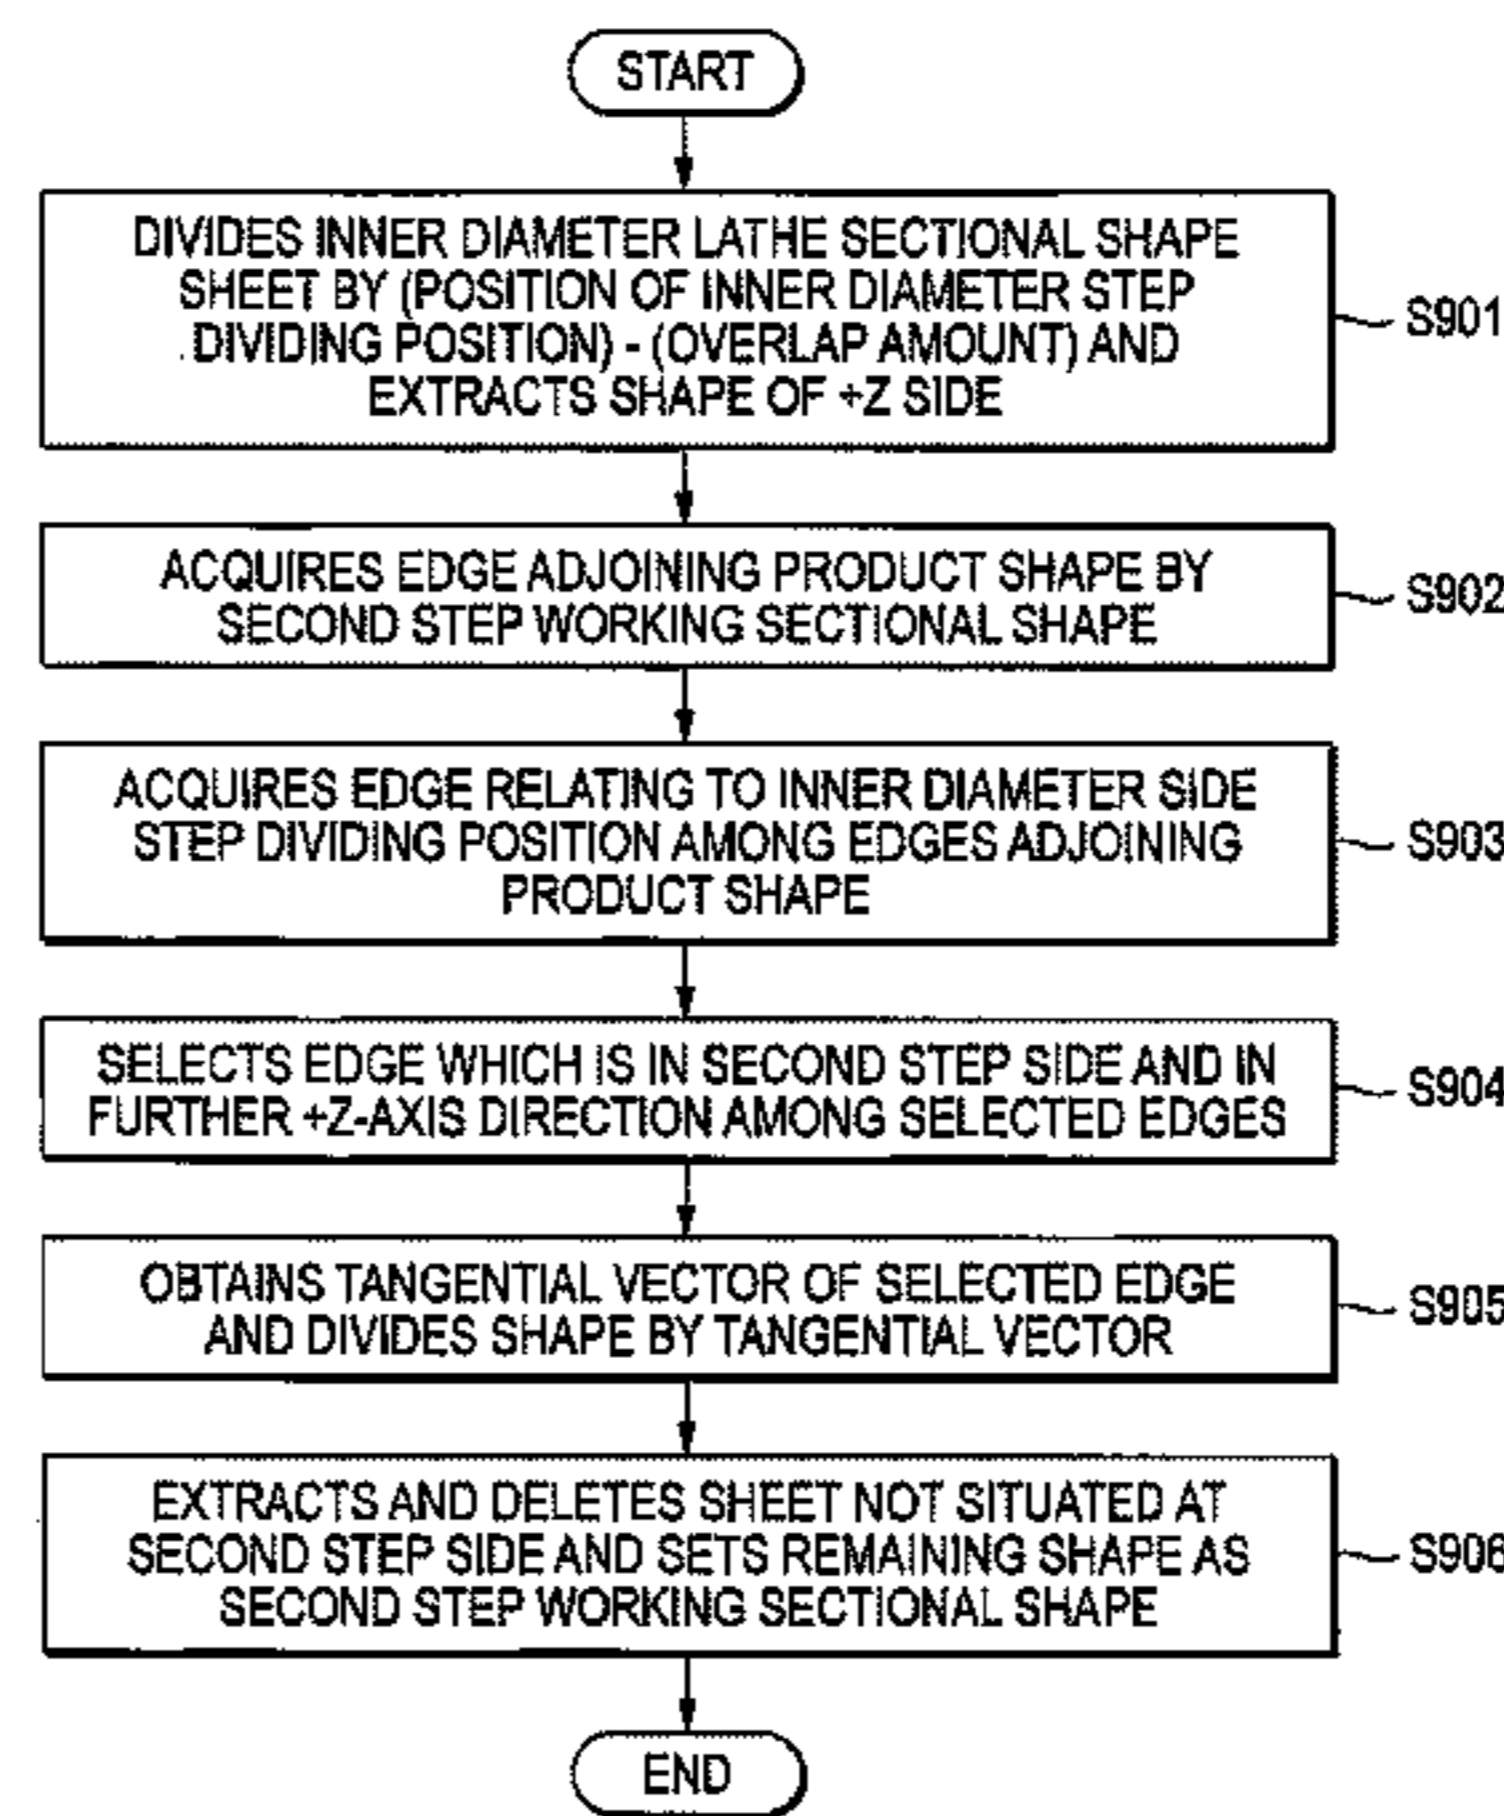 START
DIVIDES INNER DIAMETER LATHE SECTIONAL SHAPE
SHEET BY (POSITION OF INNER DIAMETER STEP
DIVIDING POSITION) - (OVERLAP AMOUNT) AND
EXTRACTS SHAPE OF +Z SIDE
S901
ACQUIRES EDGE ADJOINING PRODUCT SHAPE BY
SECOND STEP WORKING SECTIONAL SHAPE
S902
ACQUIRES EDGE RELATING TO INNER DIAMETER SIDE
STEP DIVIDING POSITION AMONG EDGES ADJOINING
PRODUCT SHAPE
S903
SELECTS EDGE WHICH IS IN SECOND STEP SIDE AND IN
FURTHER +Z-AXIS DIRECTION AMONG SELECTED EDGES
S904
OBTAINS TANGENTIAL VECTOR OF SELECTED EDGE
AND DIVIDES SHAPE BY TANGENTIAL VECTOR
S905
EXTRACTS AND DELETES SHEET NOT SITUATED AT
SECOND STEP SIDE AND SETS REMAINING SHAPE AS
SECOND STEP WORKING SECTIONAL SHAPE
S906
END